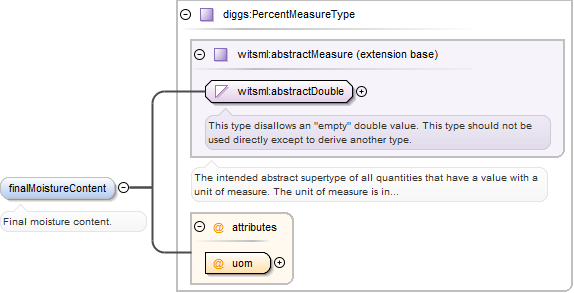 diggs:PercentMeasureType
witsml:abstractMeasure (extension base)
witsml:abstractDouble
This type disallows an "empty" double value. This type should not be
used directly except to derive another type.
The intended abstract supertype of all quantities that have a value with a
unit of measure. The unit of measure is in...
finalMoistureContent
Final moisture content.
@ attributes
@ uom